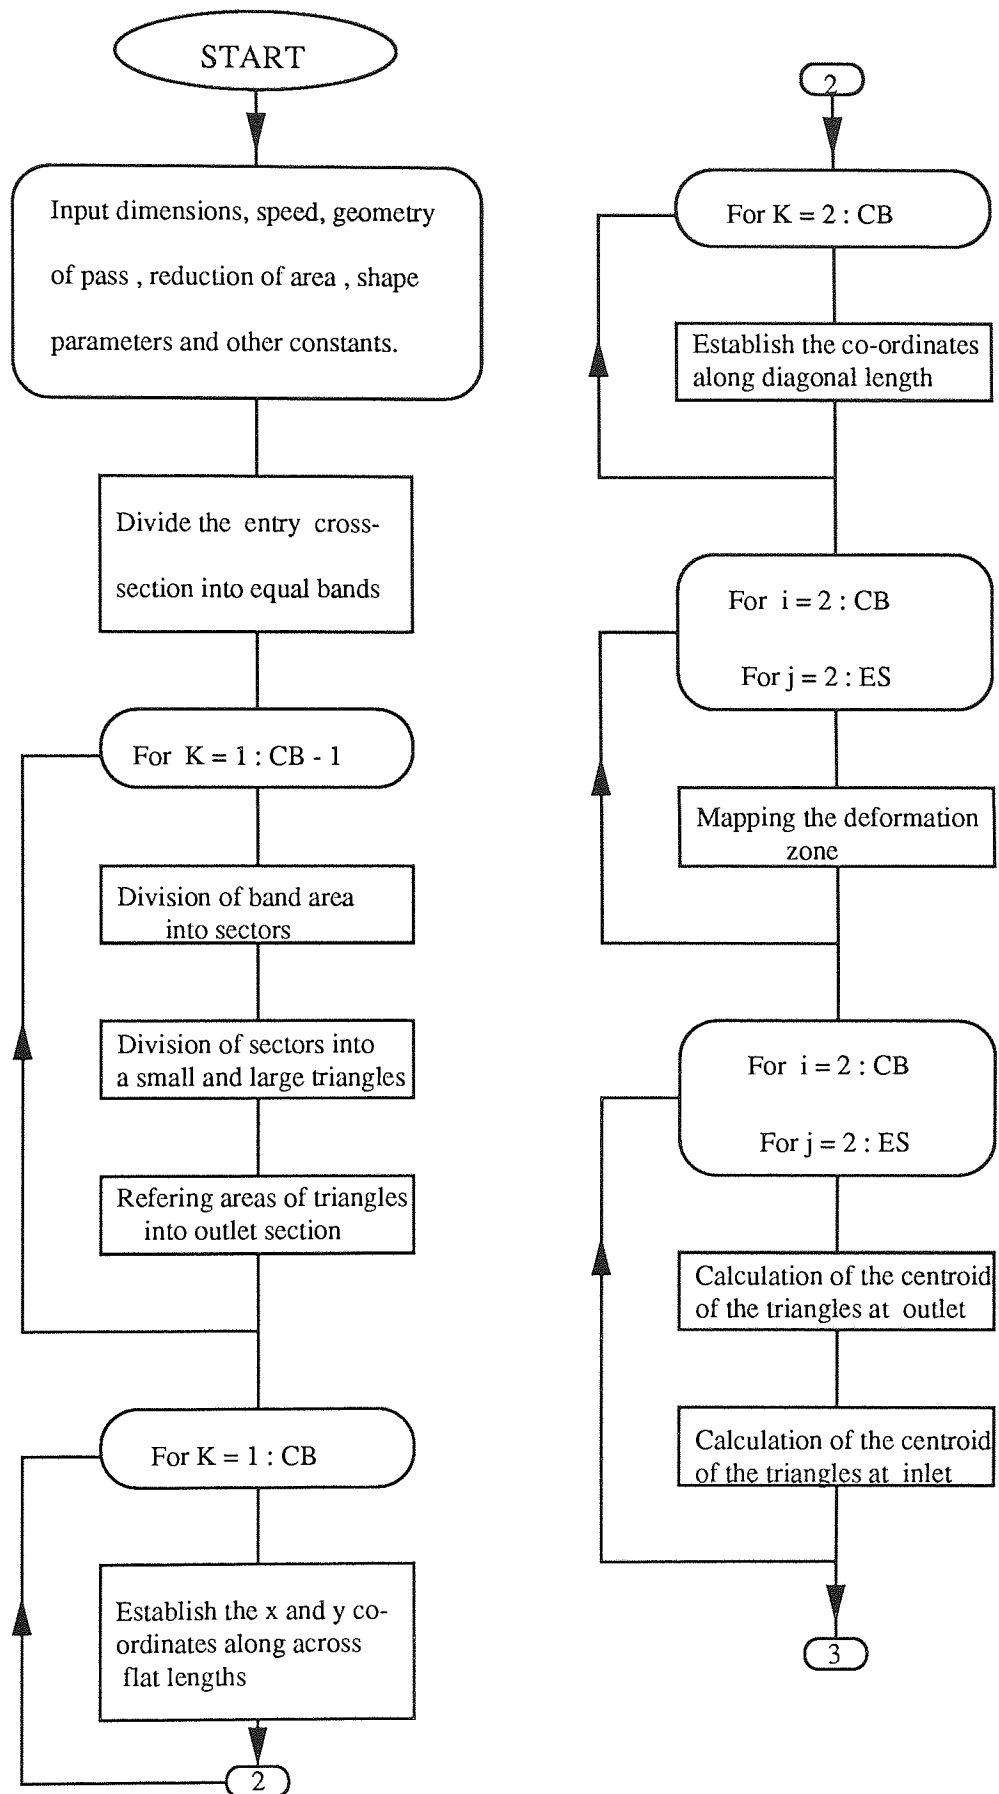 START
Input dimensions, speed, geometry
of pass , reduction of area , shape
parameters and other constants.
Divide the entry cross-
section into equal bands
For K = 1 : CB - 1
Division of band area
into sectors
Division of sectors into
a small and large triangles
Refering areas of triangles
into outlet section
For K = 1 : CB
Establish the x and y co-
ordinates along across
flat lengths
2
2
For K = 2 : CB
Establish the co-ordinates
along diagonal length
For i = 2 : CB
For j = 2 : ES
Mapping the deformation
zone
For i = 2 : CB
For j = 2 : ES
Calculation of the centroid
of the triangles at outlet
Calculation of the centroid
of the triangles at inlet
3